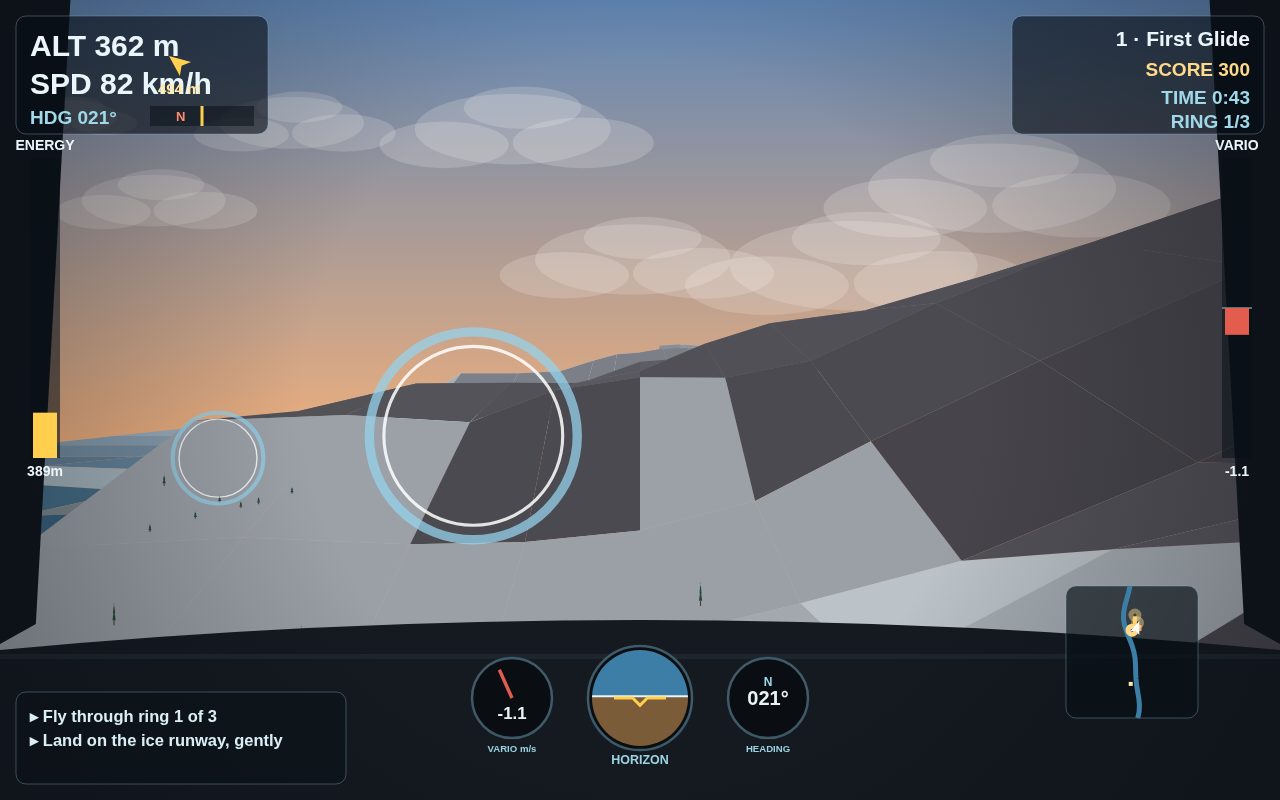 ALT 362 m
SPD 82 km/h
494 m
HDG 021°
N
ENERGY
389m
1 · First Glide
SCORE 300
TIME 0:43
RING 1/3
VARIO
-1.1
▸ Fly through ring 1 of 3
▸ Land on the ice runway, gently
-1.1
VARIO m/s
HORIZON
N
021°
HEADING